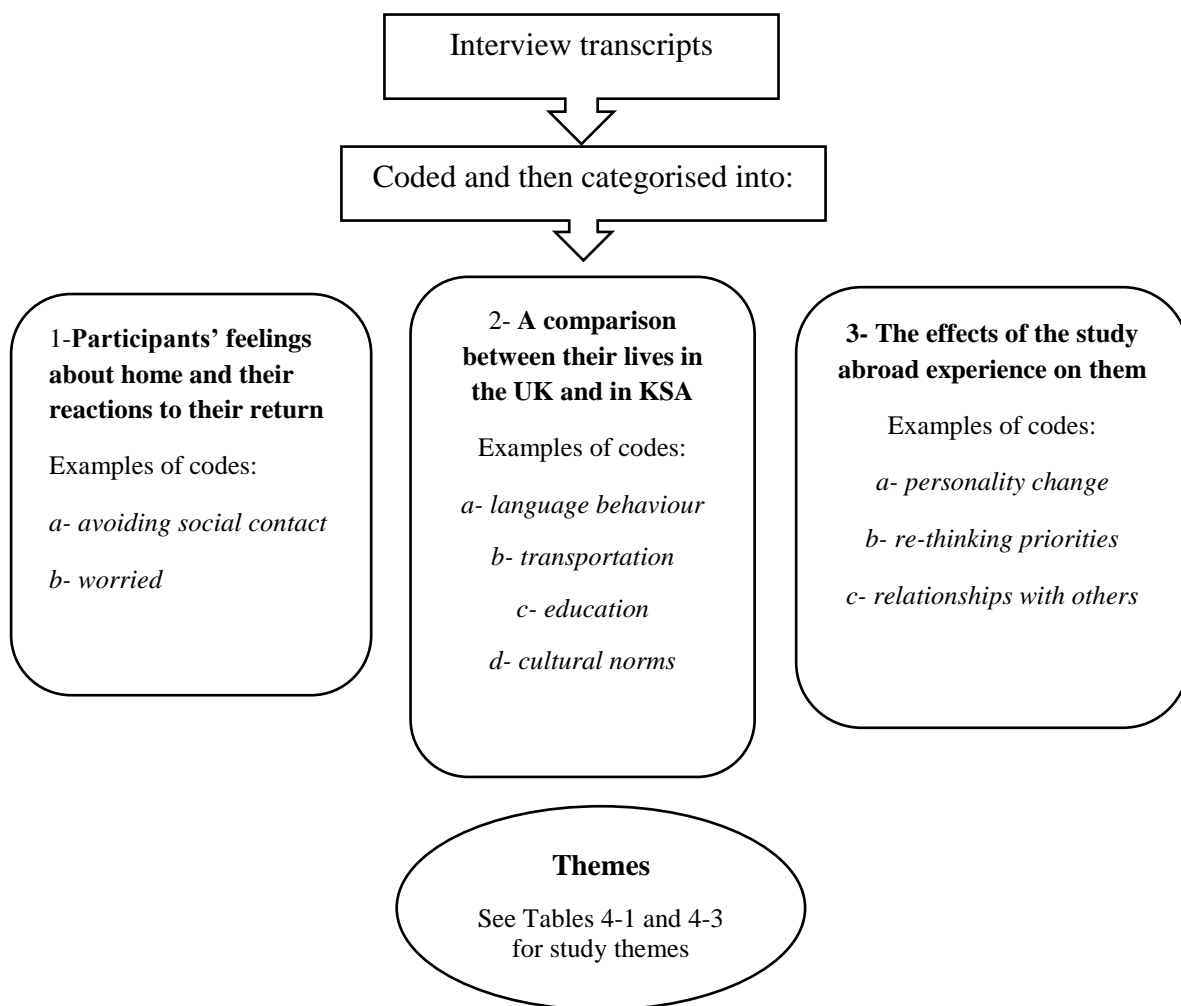 Interview transcripts
Coded and then categorised into:
1-Participants’ feelings
about home and their
reactions to their return
Examples of codes:
a- avoiding social contact
b- worried
2- A comparison
between their lives in
the UK and in KSA
Examples of codes:
a- language behaviour
b- transportation
c- education
d- cultural norms
3- The effects of the study
abroad experience on them
Examples of codes:
a- personality change
b- re-thinking priorities
c- relationships with others
Themes
See Tables 4-1 and 4-3
for study themes